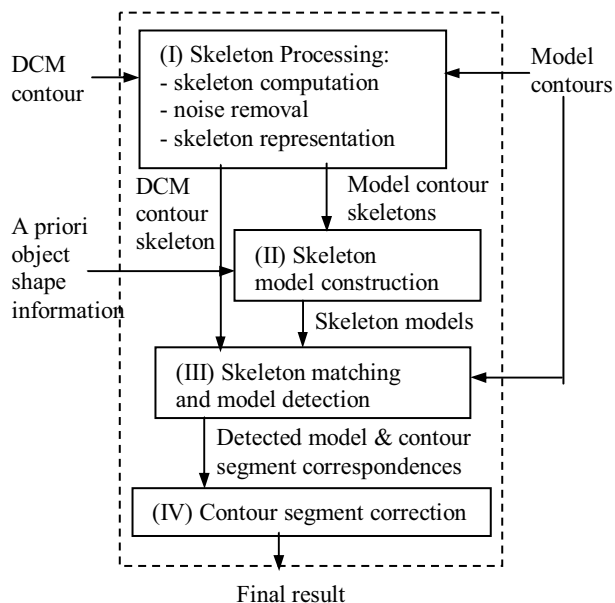 DCM
contour
(I) Skeleton Processing:
- skeleton computation
- noise removal
- skeleton representation
Model
contours
DCM
contour
skeleton
Model contour
skeletons
A priori
object
shape
information
(II) Skeleton
model construction
Skeleton models
(III) Skeleton matching
and model detection
Detected model & contour
segment correspondences
(IV) Contour segment correction
Final result